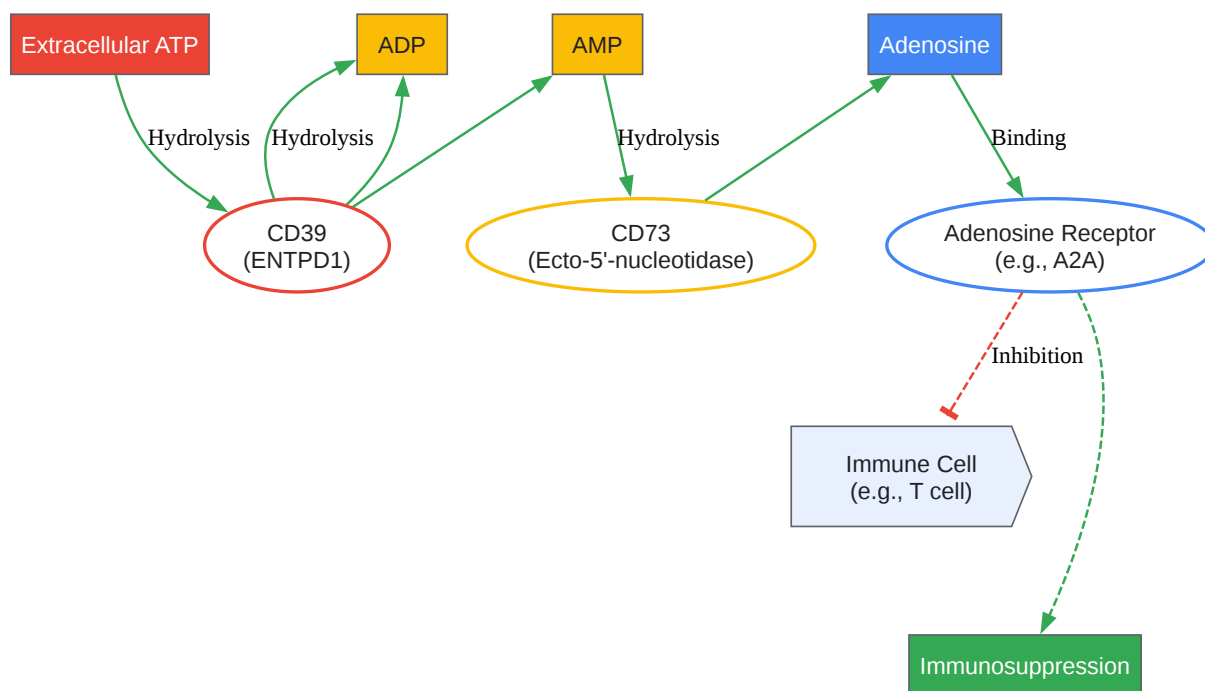 Extracellular ATP
ADP
AMP
Adenosine
Hydrolysis
Hydrolysis
Hydrolysis
Binding
CD39
(ENTPD1)
CD73
(Ecto-5'-nucleotidase)
Adenosine Receptor
(e.g., A2A)
Inhibition
Immune Cell
(e.g., T cell)
Immunosuppression